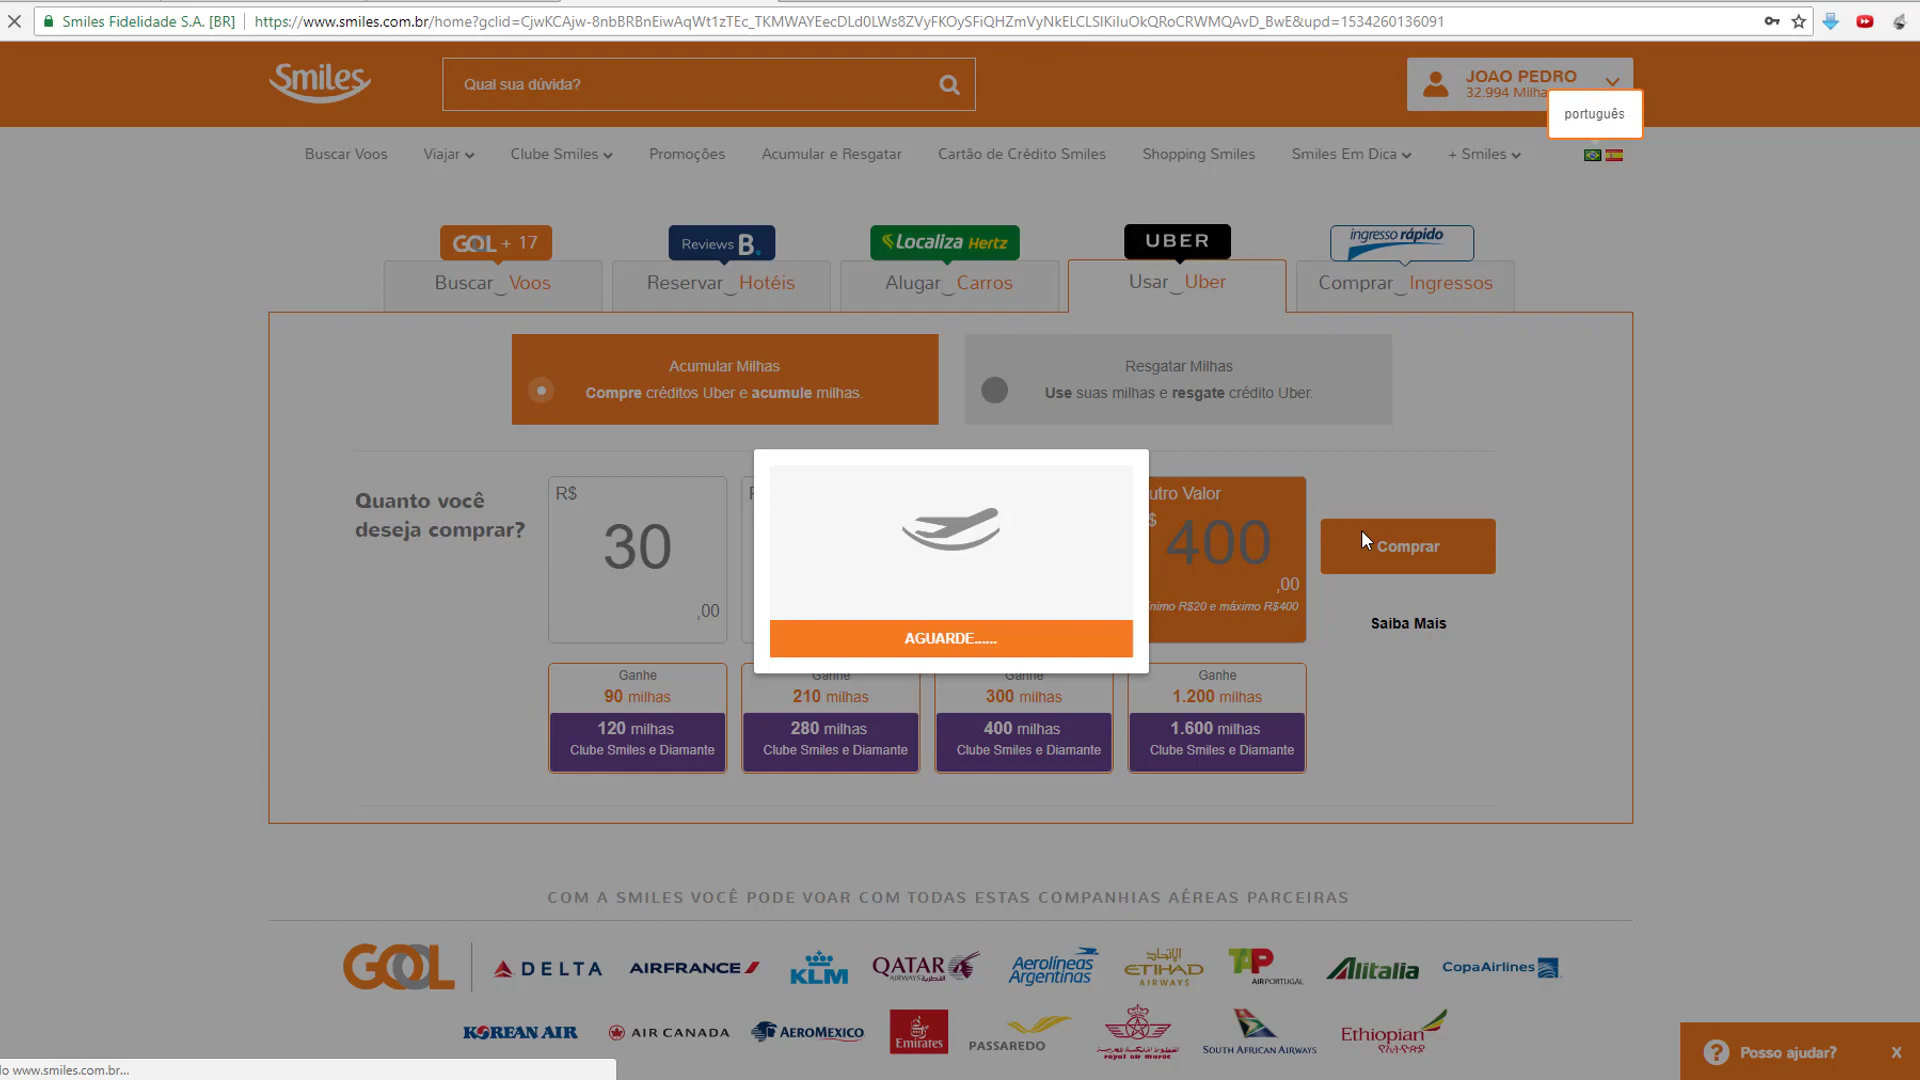 Smiles Fidelidade S.A. [BR]
https://www.smiles.com.br/home?gclid=CjwKCAjw-8nbBRBnEiwAqWt1zTEc_TKMWAYEecDLd0LWs8ZVyFKOySFiQHZmVyNkELCLSIKiIuOkQRoCRWMQAvD_BwE&upd=1534260136091
Smiles
Qual sua dúvida?
JOAO PEDRO
32.994 Milha
português
Buscar Voos
Viajar
Clube Smiles
Promoções
Acumular e Resgatar
Cartão de Crédito Smiles
Shopping Smiles
Smiles Em Dica
+ Smiles
GOL + 17
Reviews B.
Localiza Hertz
UBER
ingresso rápido
Buscar Voos
Reservar Hotéis
Alugar Carros
Usar Uber
Comprar Ingressos
Acumular Milhas
Compre créditos Uber e acumule milhas.
Resgatar Milhas
Use suas milhas e resgate crédito Uber.
Quanto você
deseja comprar?
R$
30
,00
AGUARDE......
utro Valor
$
400
,00
nimo R$20 e máximo R$400
Comprar
Saiba Mais
Ganhe
90 milhas
120 milhas
Clube Smiles e Diamante
Ganhe
210 milhas
280 milhas
Clube Smiles e Diamante
Ganhe
300 milhas
400 milhas
Clube Smiles e Diamante
Ganhe
1.200 milhas
1.600 milhas
Clube Smiles e Diamante
COM A SMILES VOCÊ PODE VOAR COM TODAS ESTAS COMPANHIAS AÉREAS PARCEIRAS
GOL
DELTA
AIRFRANCE
KLM
QATAR AIRWAYS
Aerolíneas Argentinas
ETIHAD AIRWAYS
TAP AIRPORTUGAL
Alitalia
CopaAirlines
KOREAN AIR
AIR CANADA
AEROMEXICO
Emirates
PASSAREDO
royal air maroc
SOUTH AFRICAN AIRWAYS
Ethiopian
Posso ajudar?
X
do www.smiles.com.br...